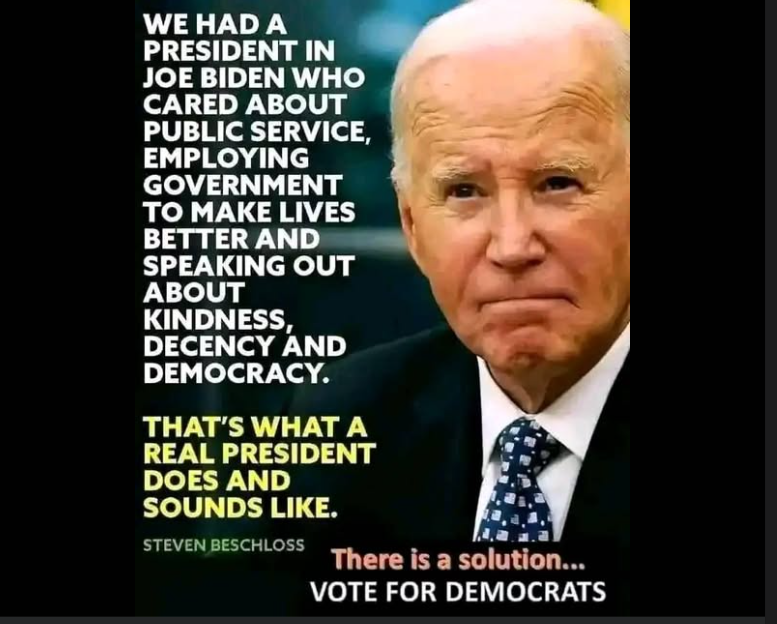 WE HAD A
PRESIDENT IN
JOE BIDEN WHO
CARED ABOUT
PUBLIC SERVICE,
EMPLOYING
GOVERNMENT
TO MAKE LIVES
BETTER AND
SPEAKING OUT
ABOUT
KINDNESS,
DECENCY AND
DEMOCRACY.
THAT'S WHAT A
REAL PRESIDENT
DOES AND
SOUNDS LIKE.
STEVEN BESCHLOSS
There is a solution...
VOTE FOR DEMOCRATS